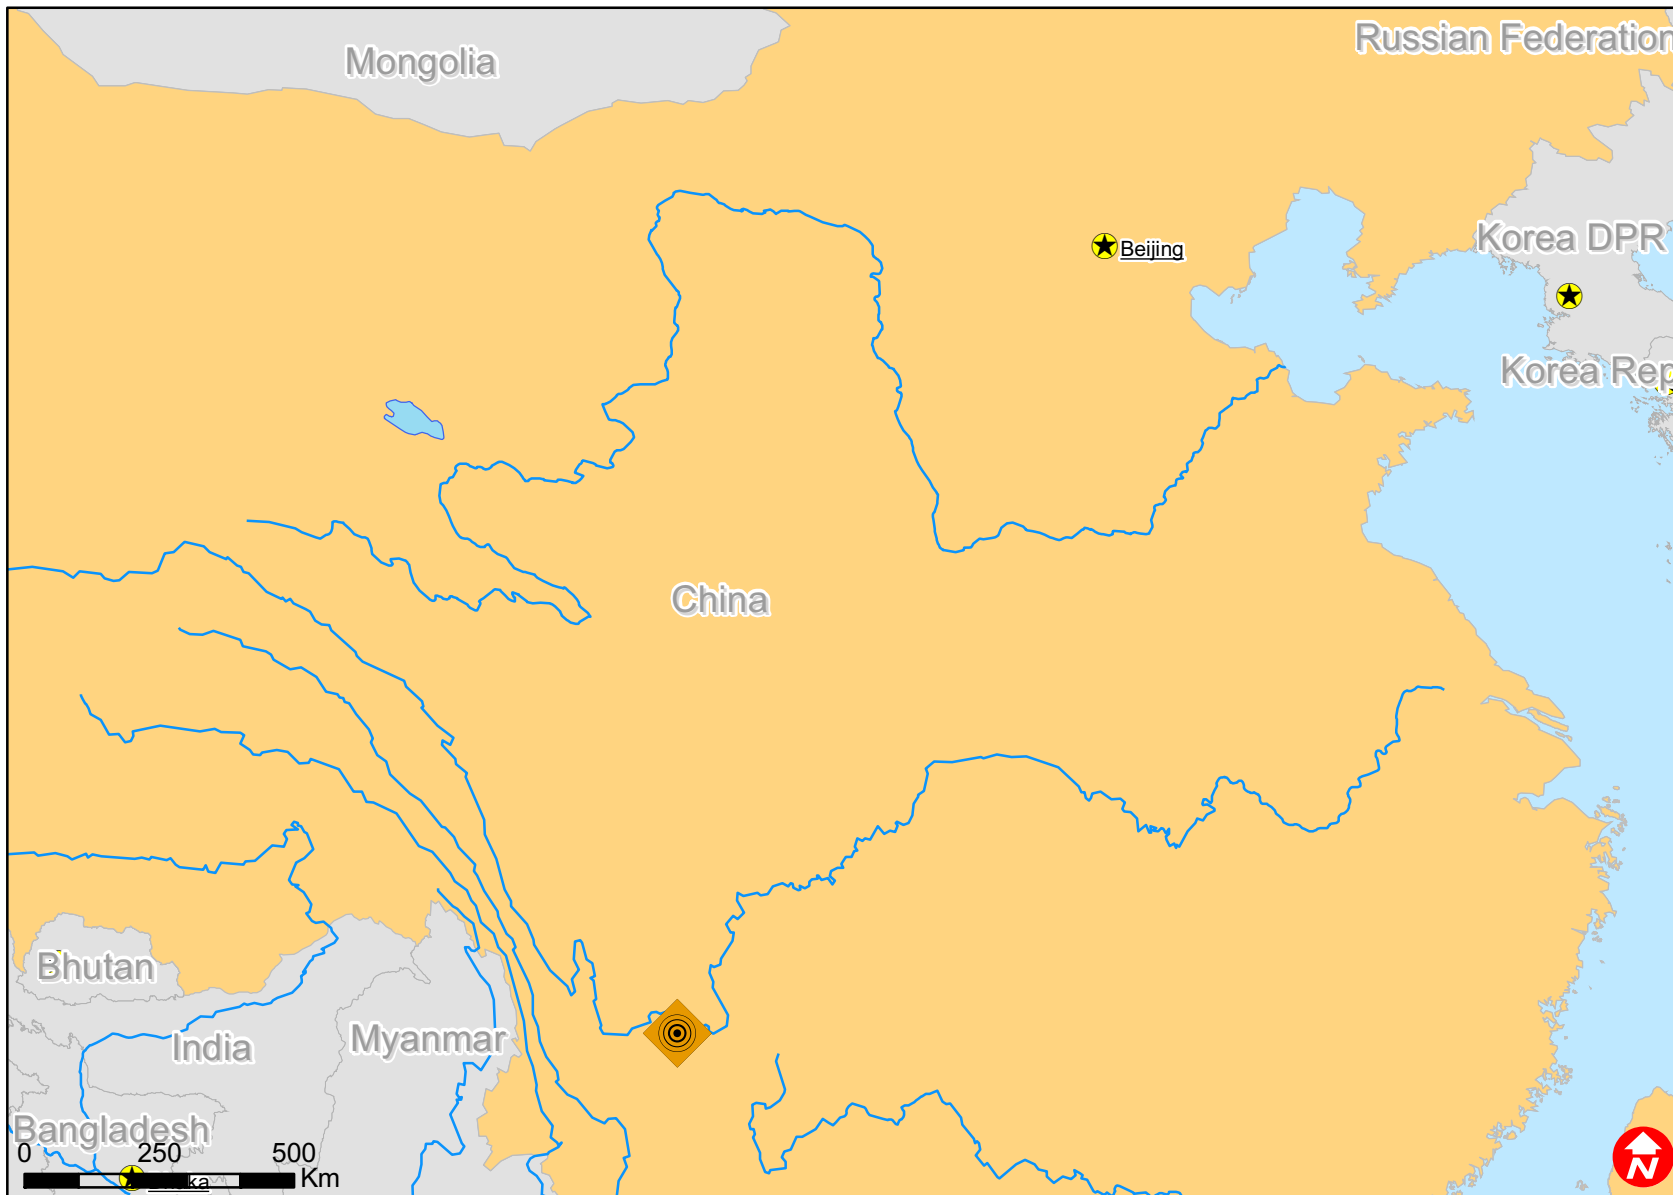 Russian Federation
Mongolia
Korea DPR
Beijing
Korea Rep
China
Bhutan
India
Myanmar
Bangladesh
0 250 500
Km
N